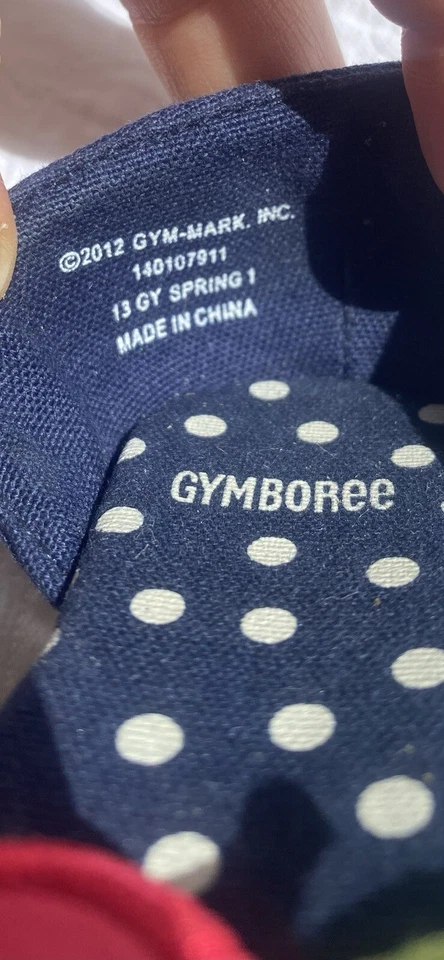 ©2012 GYM-MARK. INC.
140107911
13 GY SPRING 1
MADE IN CHINA
GYMBOREE